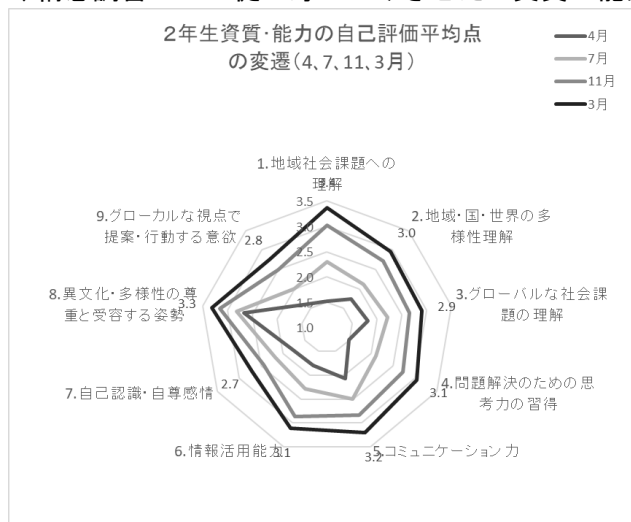 2年生資質・能力の自己評価平均点
の変遷(4、7、11、3月)
4月
7月
11月
3月
1.地域社会課題への
理解
2.地域・国・世界の多
様性理解
3.0
3.グローバルな社会課
題の理解
2.9
4.問題解決のための思
考力の習得
3.1
5.コミュニケーション力
3.2
6.情報活用能力
3.1
7.自己認識・自尊感情
2.7
8.異文化・多様性の尊
重と受容する姿勢
3.3
9.グローカルな視点で
提案・行動する意欲
2.8
3.5
3.0
2.5
2.0
1.5
1.0